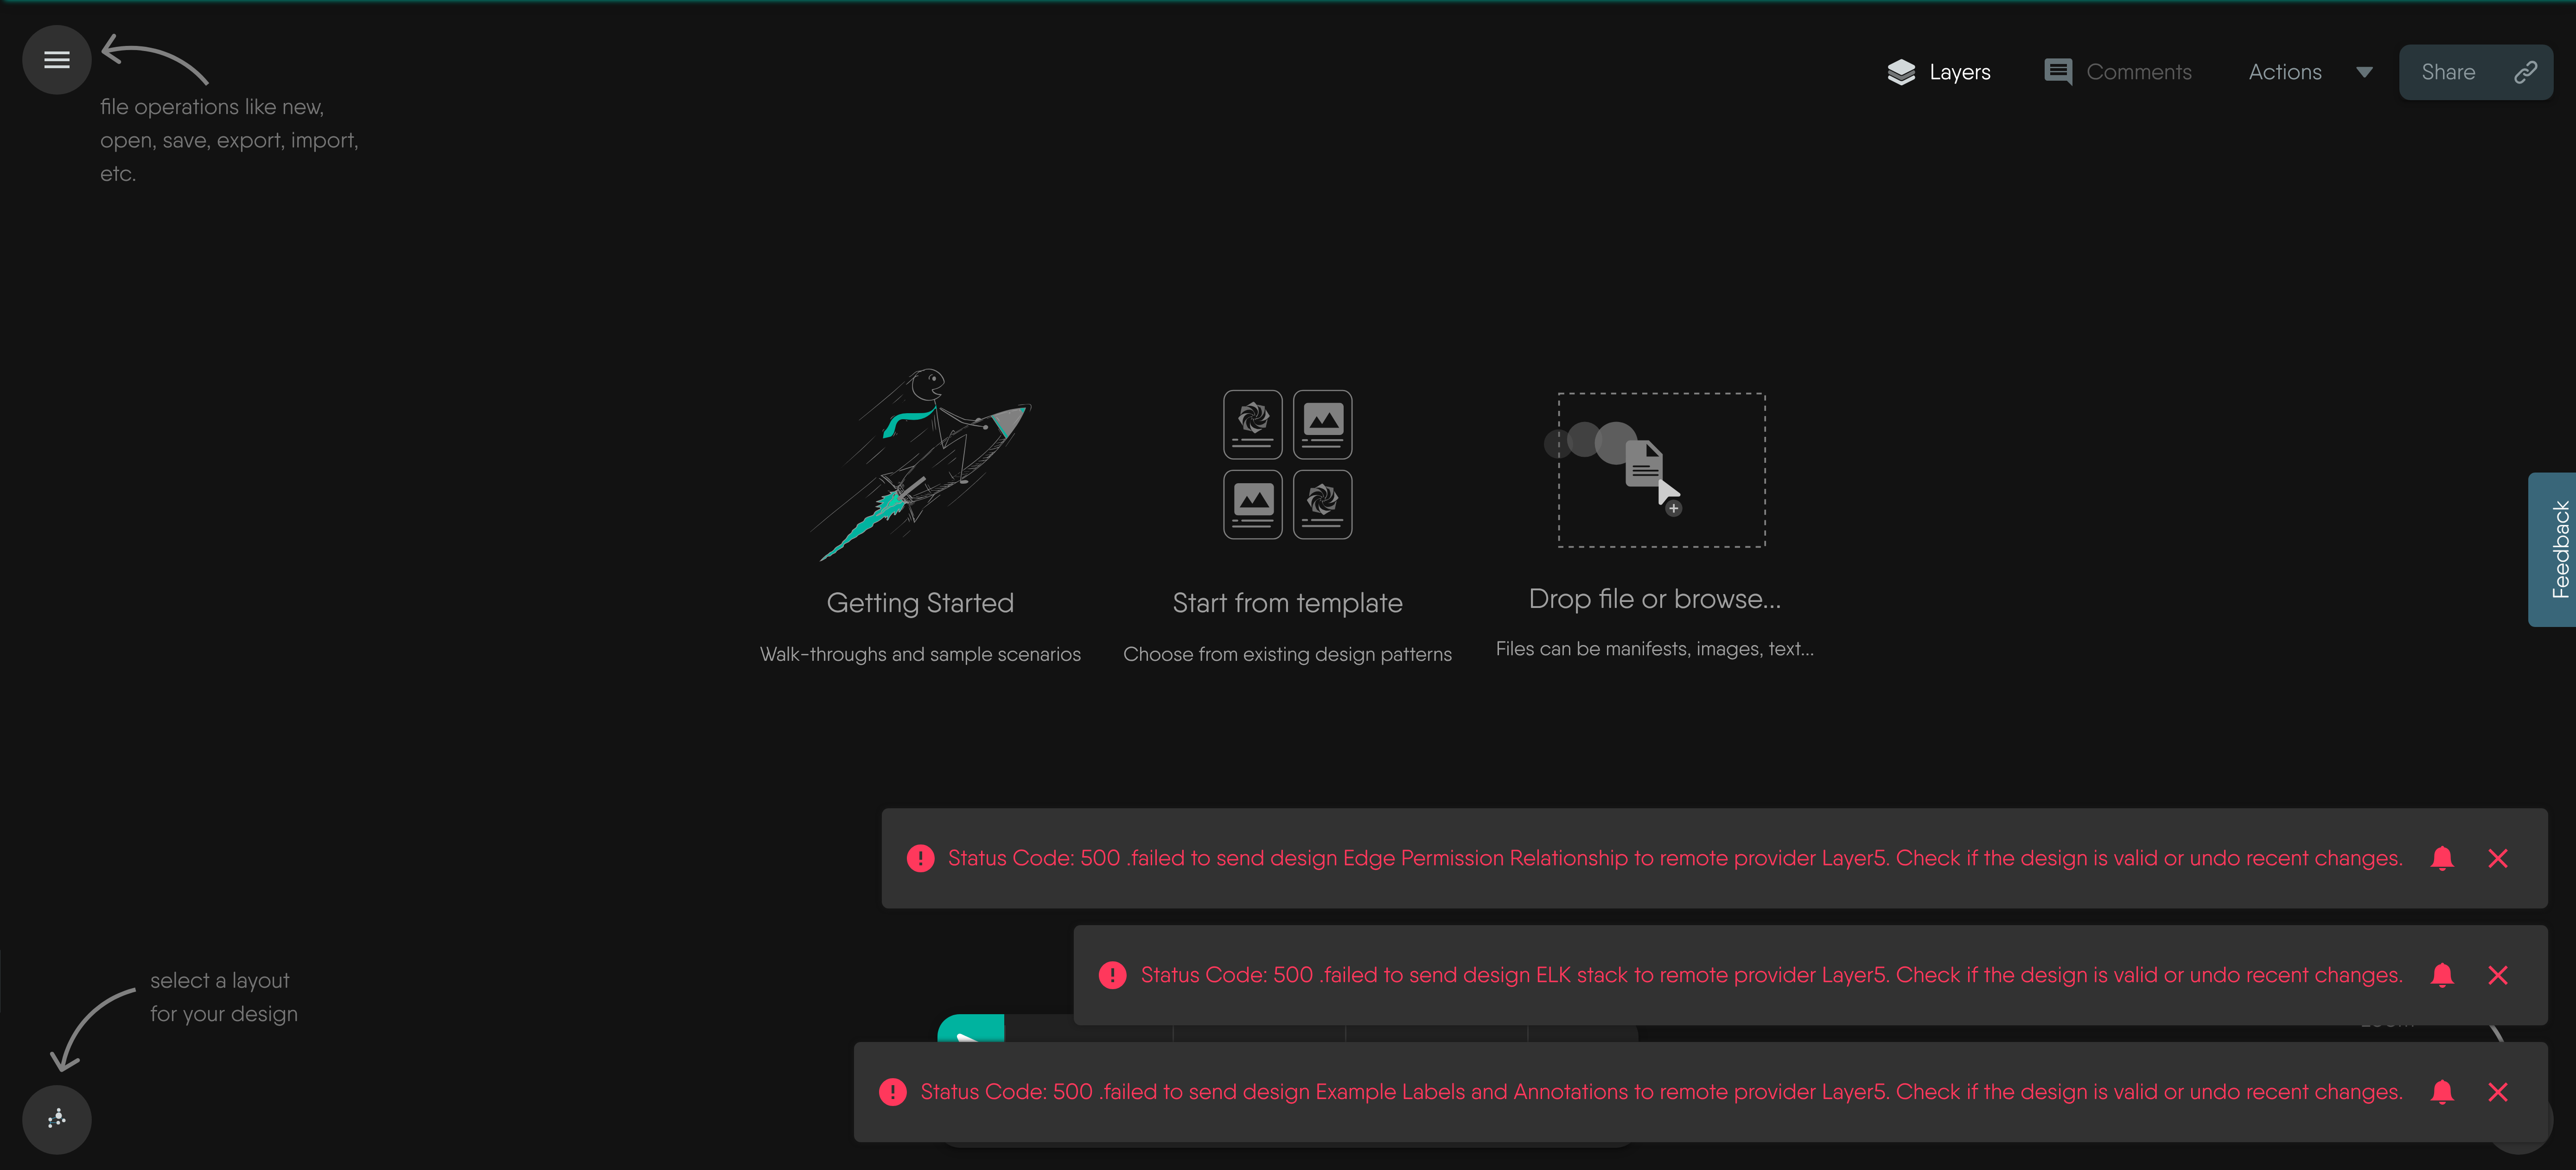 file operations like new,
open, save, export, import,
etc.
Layers
Comments
Actions
Share
Feedback
Getting Started
Walk-throughs and sample scenarios
Start from template
Choose from existing design patterns
Drop file or browse...
Files can be manifests, images, text...
Status Code: 500 .failed to send design Edge Permission Relationship to remote provider Layer5. Check if the design is valid or undo recent changes.
Status Code: 500 .failed to send design ELK stack to remote provider Layer5. Check if the design is valid or undo recent changes.
select a layout
for your design
Status Code: 500 .failed to send design Example Labels and Annotations to remote provider Layer5. Check if the design is valid or undo recent changes.